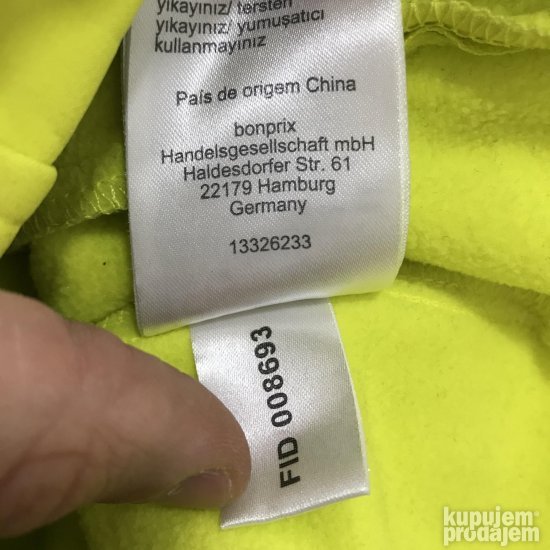 yıkayınız/ tersten
yıkayınız/ yumuşatıcı
kullanmayınız
País de origem China
bonprix
Handelsgesellschaft mbH
Haldesdorfer Str. 61
22179 Hamburg
Germany
13326233
FID 008693
kupujem
prodajem